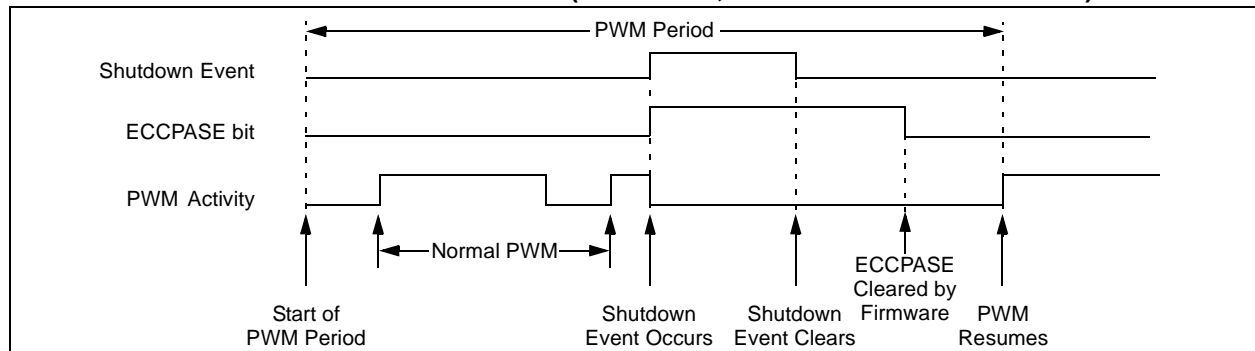 PWM Period
Shutdown Event
ECCPASE bit
PWM Activity
Normal PWM
Start of
PWM Period
Shutdown
Event Occurs
Shutdown
Event Clears
ECCPASE
Cleared by
Firmware
PWM
Resumes